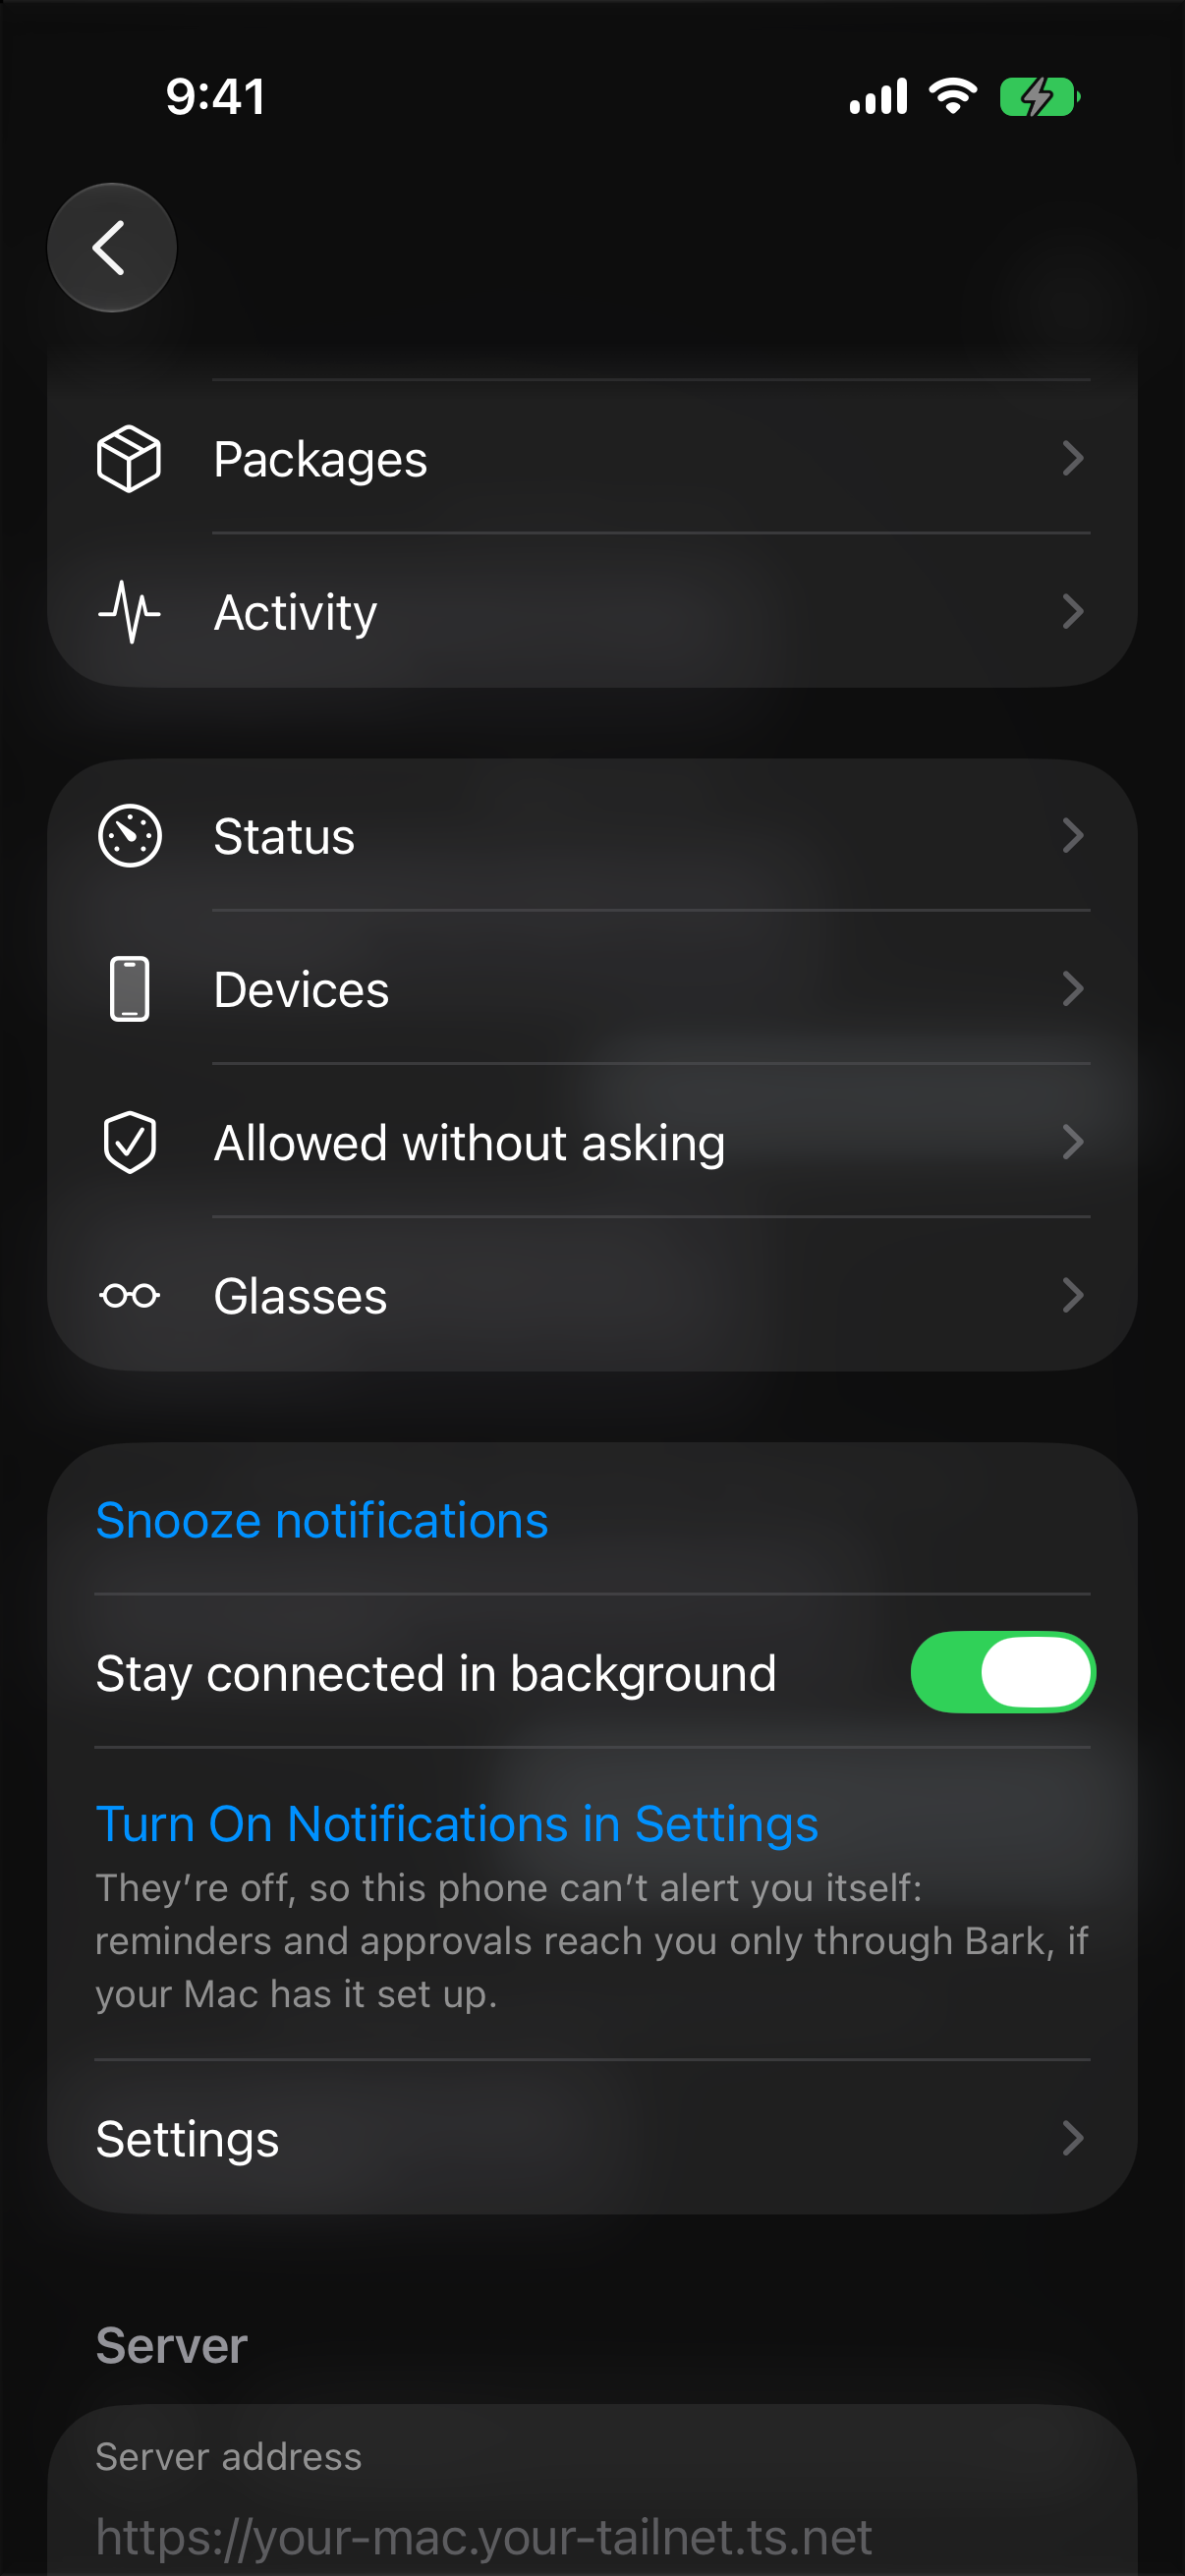 9:41
Packages
Activity
Status
Devices
Allowed without asking
Glasses
Snooze notifications
Stay connected in background
Turn On Notifications in Settings
They’re off, so this phone can’t alert you itself:
reminders and approvals reach you only through Bark, if
your Mac has it set up.
Settings
Server
Server address
https://your-mac.your-tailnet.ts.net